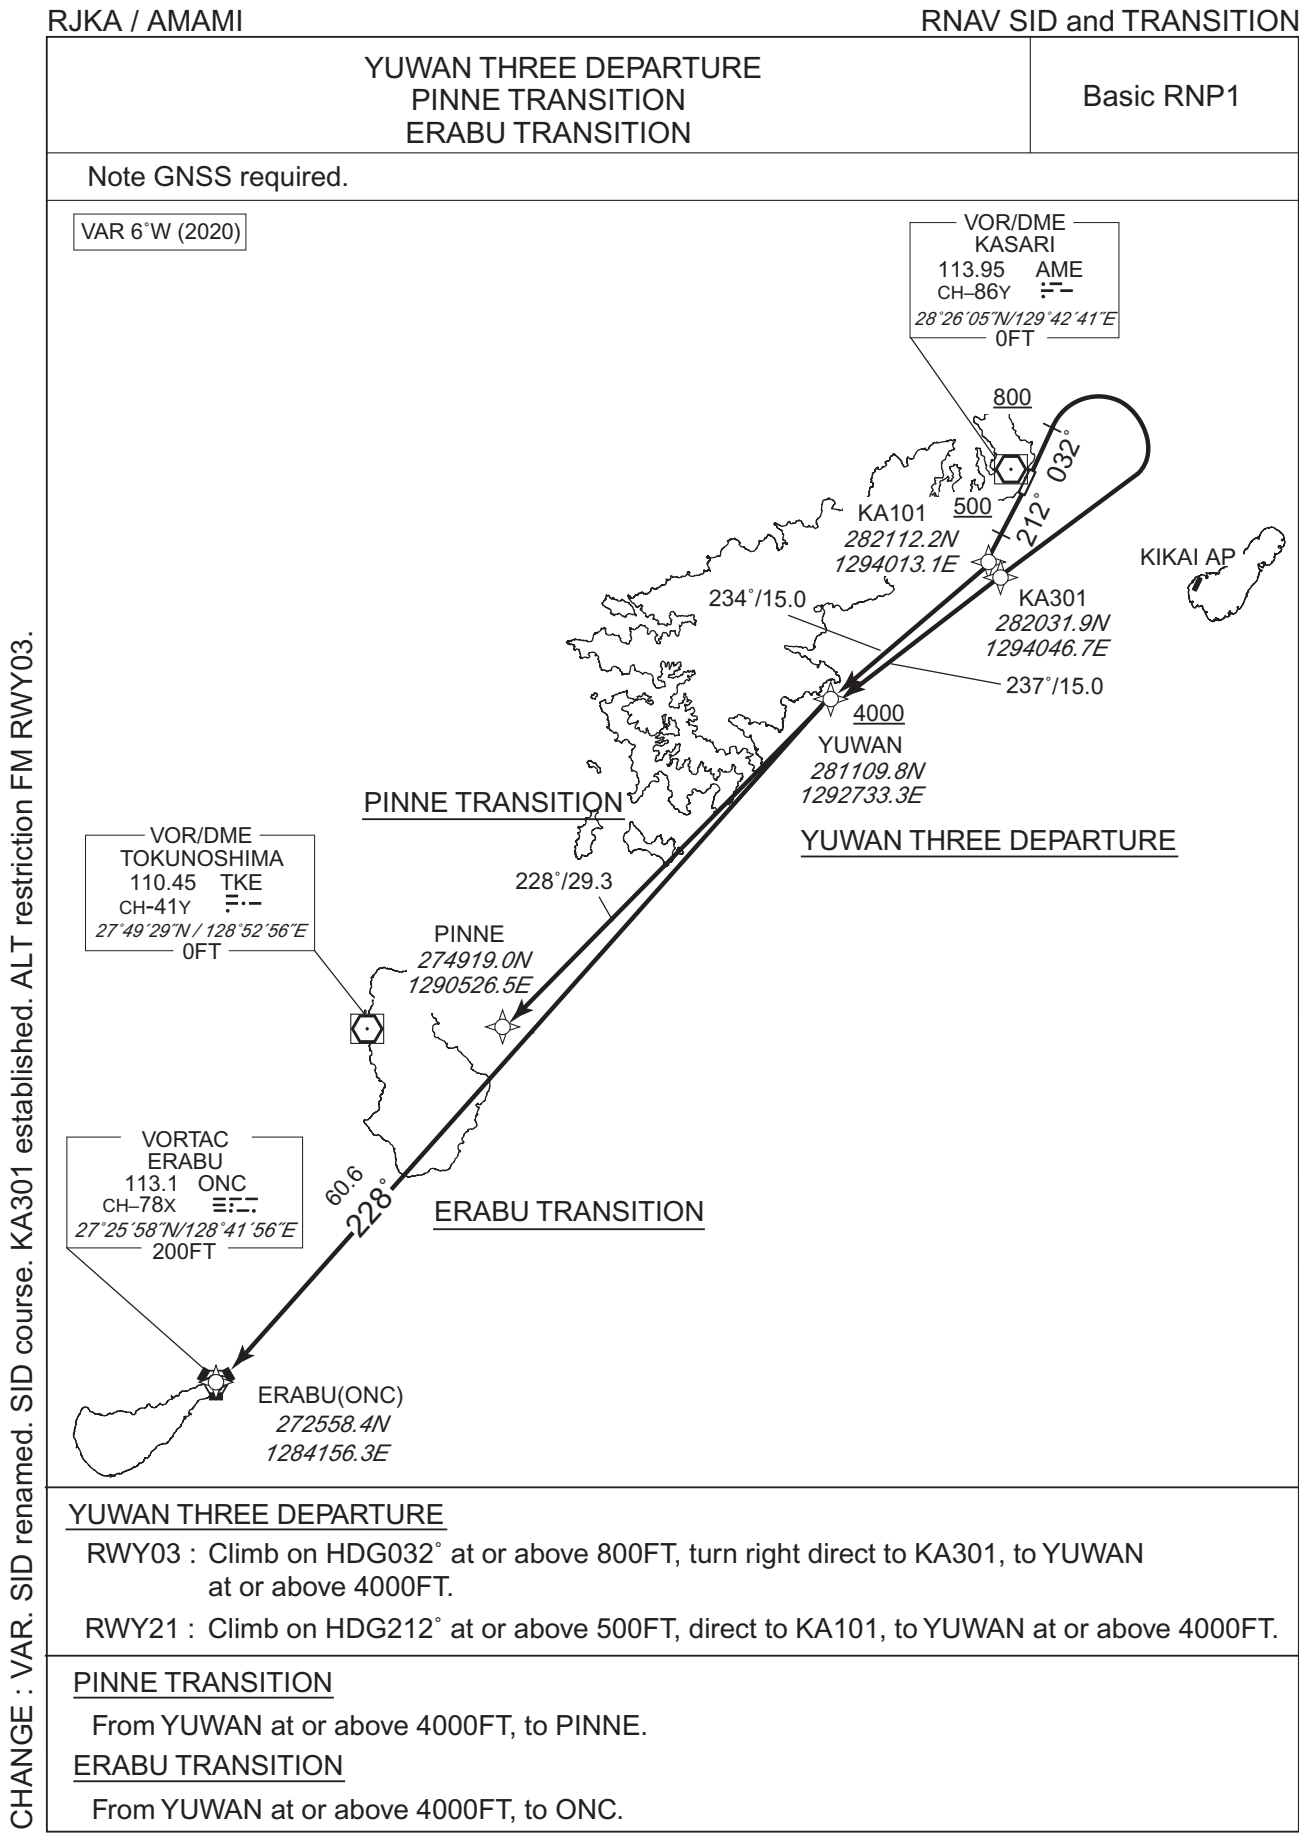 RJKA / AMAMI
RNAV SID and TRANSITION
YUWAN THREE DEPARTURE
PINNE TRANSITION
ERABU TRANSITION
Basic RNP1
Note GNSS required.
VAR 6˚W (2020)
VOR/DME
KASARI
113.95 AME
CH–86Y
28˚26´05˝N/129˚42´41˝E
0FT
800
032˚
500
212˚
KA101
282112.2N
1294013.1E
KIKAI AP
KA301
282031.9N
1294046.7E
234˚/15.0
237˚/15.0
4000
YUWAN
281109.8N
1292733.3E
PINNE TRANSITION
YUWAN THREE DEPARTURE
VOR/DME
TOKUNOSHIMA
110.45 TKE
CH-41Y
27˚49´29˝N / 128˚52´56˝E
0FT
228˚/29.3
PINNE
274919.0N
1290526.5E
VORTAC
ERABU
113.1 ONC
CH–78X
27˚25´58˝N/128˚41´56˝E
200FT
60.6
228˚
ERABU TRANSITION
ERABU(ONC)
272558.4N
1284156.3E
YUWAN THREE DEPARTURE
RWY03 : Climb on HDG032˚ at or above 800FT, turn right direct to KA301, to YUWAN
at or above 4000FT.
RWY21 : Climb on HDG212˚ at or above 500FT, direct to KA101, to YUWAN at or above 4000FT.
PINNE TRANSITION
From YUWAN at or above 4000FT, to PINNE.
ERABU TRANSITION
From YUWAN at or above 4000FT, to ONC.
CHANGE : VAR. SID renamed. SID course. KA301 established. ALT restriction FM RWY03.